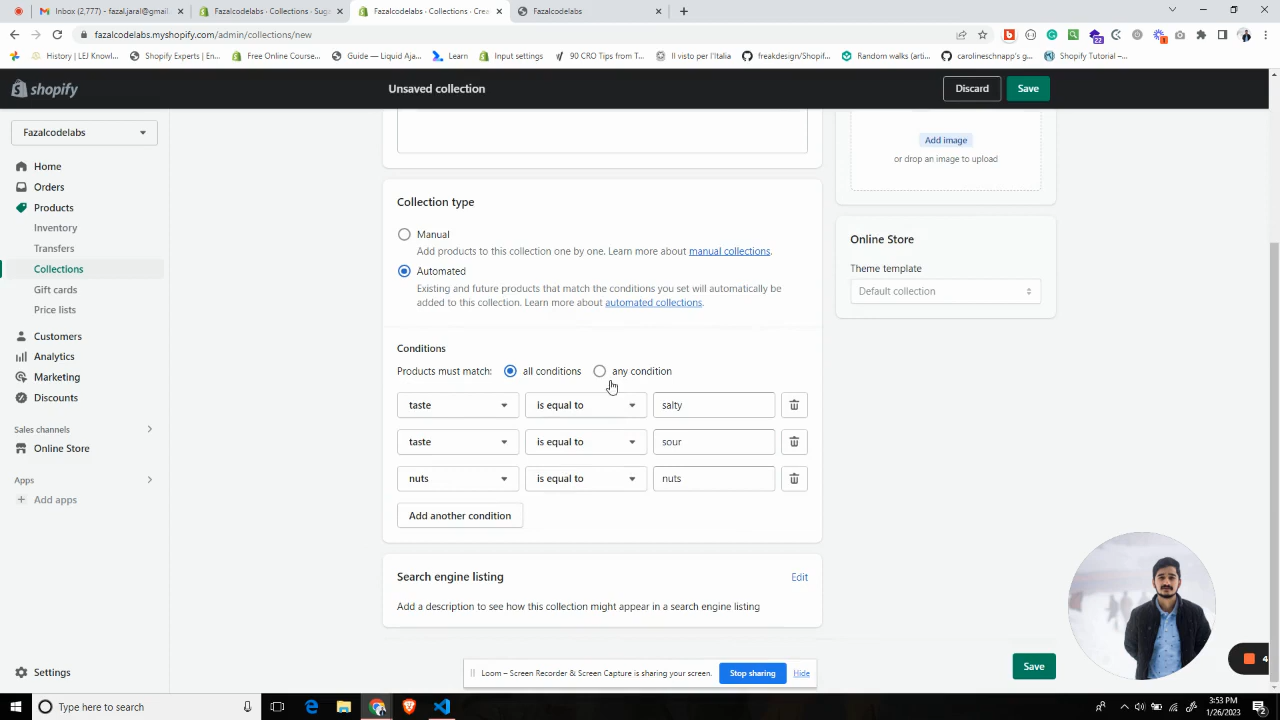 Inbox (2,777) - fazal.jaral@gmail.
Fazalcodelabs · Collections · Suga
Fazalcodelabs · Collections · Crea
Fazalcodelabs
fazalcodelabs.myshopify.com/admin/collections/new
History | LEJ Knowl...
Shopify Experts | En...
Free Online Course...
Guide — Liquid Ajax...
Learn
Input settings
90 CRO Tips from T...
Il visto per l'Italia
freakdesign/Shopif...
Random walks (arti...
carolineschnapp's g...
Shopify Tutorial –...
shopify
Unsaved collection
Discard
Save
Fazalcodelabs
Home
Orders
Products
Inventory
Transfers
Collections
Gift cards
Price lists
Customers
Analytics
Marketing
Discounts
Sales channels
Online Store
Apps
Add apps
Settings
Add image
or drop an image to upload
Collection type
Manual
Add products to this collection one by one. Learn more about manual collections.
Automated
Existing and future products that match the conditions you set will automatically be
added to this collection. Learn more about automated collections.
Online Store
Theme template
Default collection
Conditions
Products must match: all conditions any condition
taste is equal to salty
taste is equal to sour
nuts is equal to nuts
Add another condition
Search engine listing
Edit
Add a description to see how this collection might appear in a search engine listing
Save
Loom – Screen Recorder & Screen Capture is sharing your screen.
Stop sharing
Hide
4
Type here to search
3:53 PM
1/26/2023